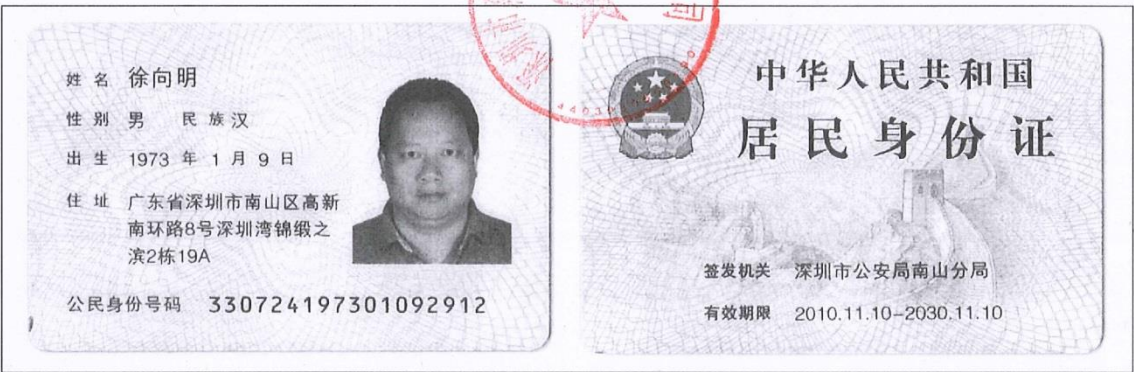 姓名 徐向明
性别 男 民族 汉
出生 1973 年 1 月 9 日
住址 广东省深圳市南山区高新
南环路8号深圳湾锦缎之
滨2栋19A
公民身份号码 330724197301092912
中华人民共和国
居民身份证
签发机关 深圳市公安局南山分局
有效期限 2010.11.10-2030.11.10